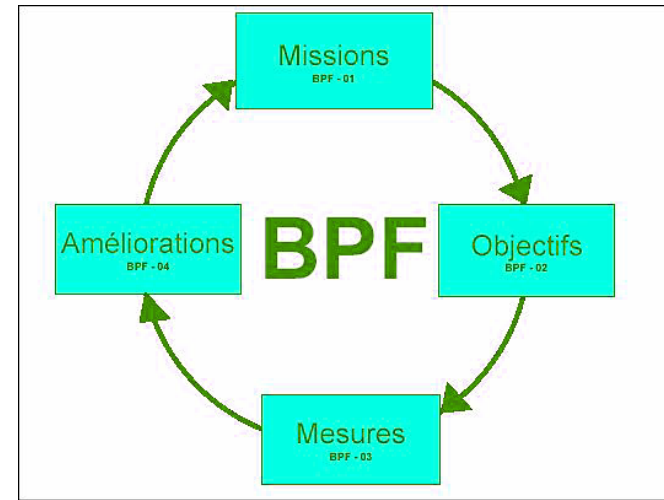 Missions
BPF - 01
Améliorations
BPF - 04
BPF
Objectifs
BPF - 02
Mesures
BPF - 03